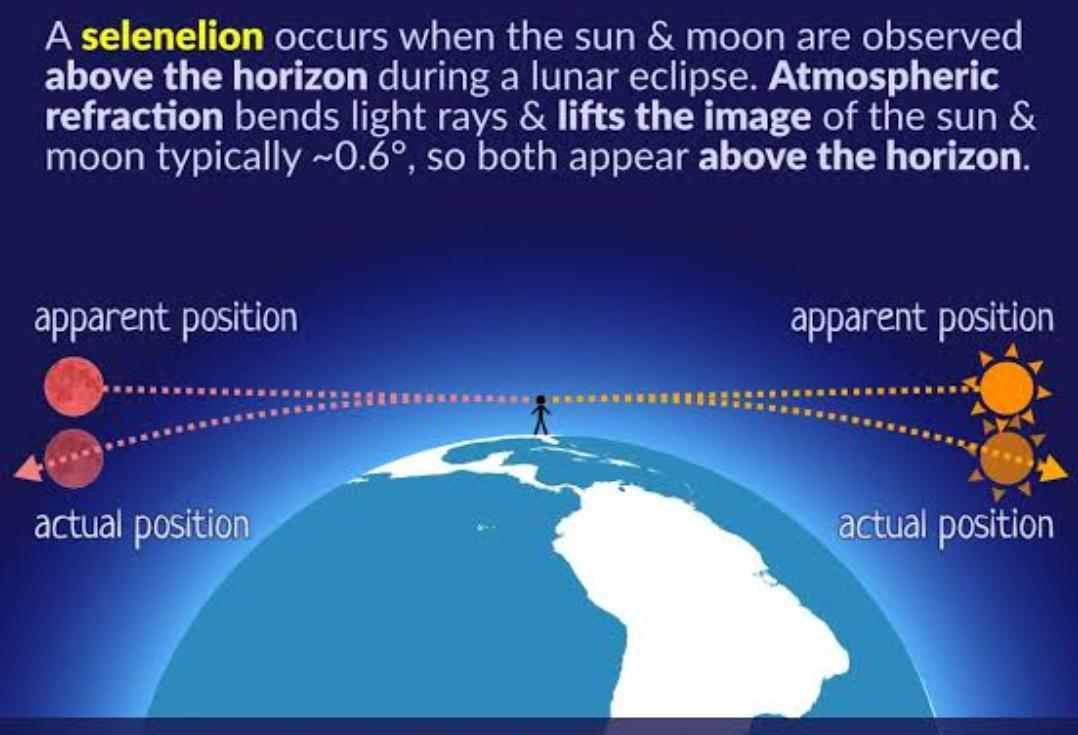 A selenelion occurs when the sun & moon are observed
above the horizon during a lunar eclipse. Atmospheric
refraction bends light rays & lifts the image of the sun &
moon typically ~0.6°, so both appear above the horizon.
apparent position
apparent position
actual position
actual position